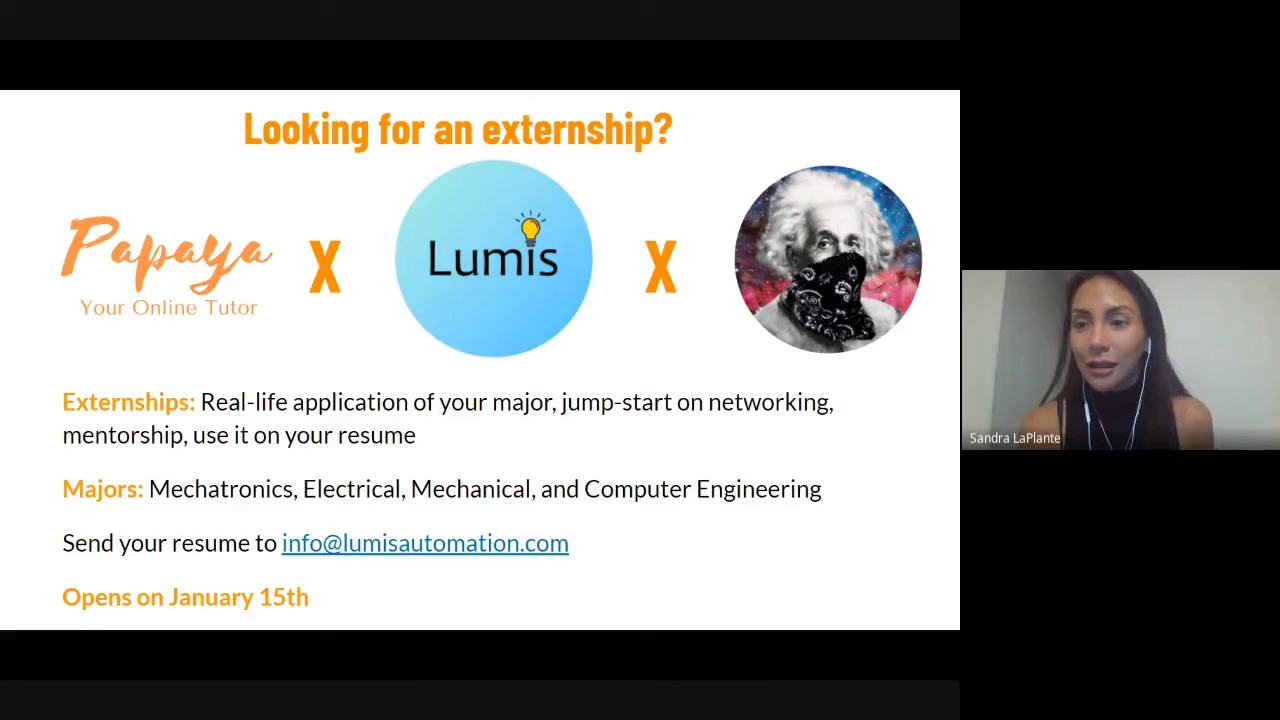 Looking for an externship?
Papaya
Your Online Tutor
X
Lumis
X
Externships: Real-life application of your major, jump-start on networking,
mentorship, use it on your resume
Majors: Mechatronics, Electrical, Mechanical, and Computer Engineering
Send your resume to info@lumisautomation.com
Opens on January 15th
Sandra LaPlante